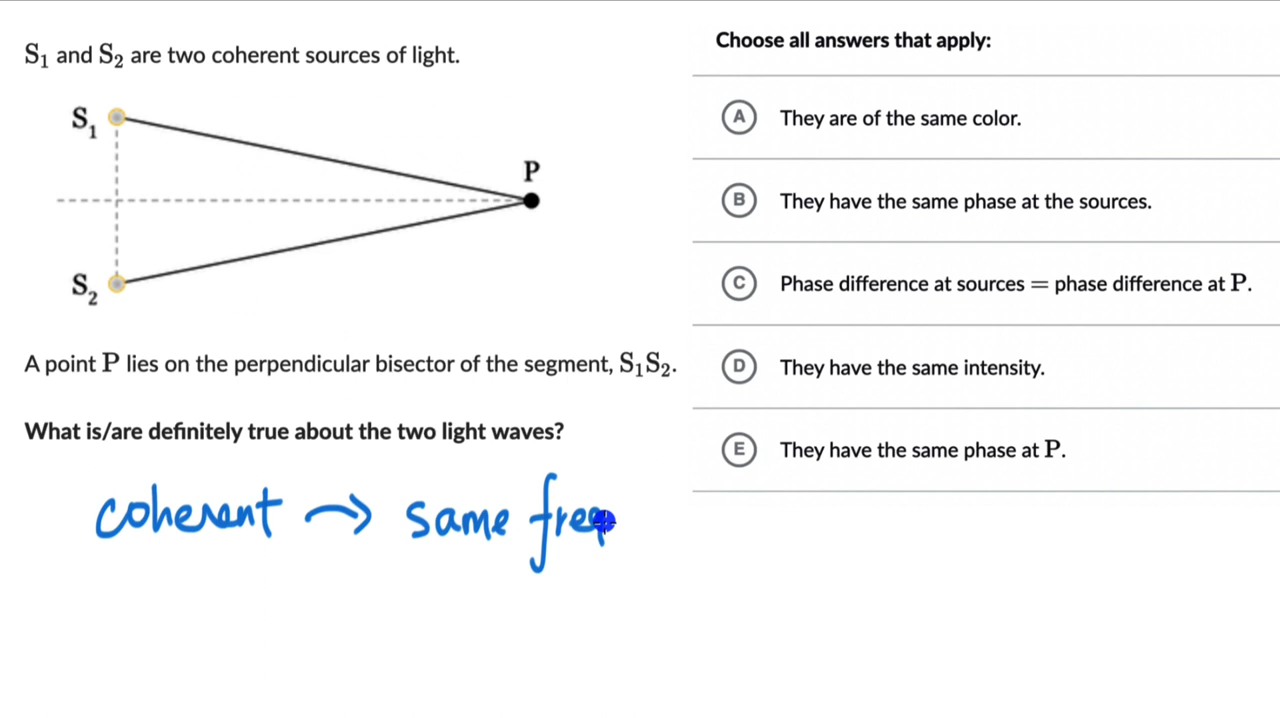 S₁ and S₂ are two coherent sources of light.
S₁
P
S₂
A point P lies on the perpendicular bisector of the segment, S₁S₂.
What is/are definitely true about the two light waves?
coherent → same freq
Choose all answers that apply:
A They are of the same color.
B They have the same phase at the sources.
C Phase difference at sources = phase difference at P.
D They have the same intensity.
E They have the same phase at P.